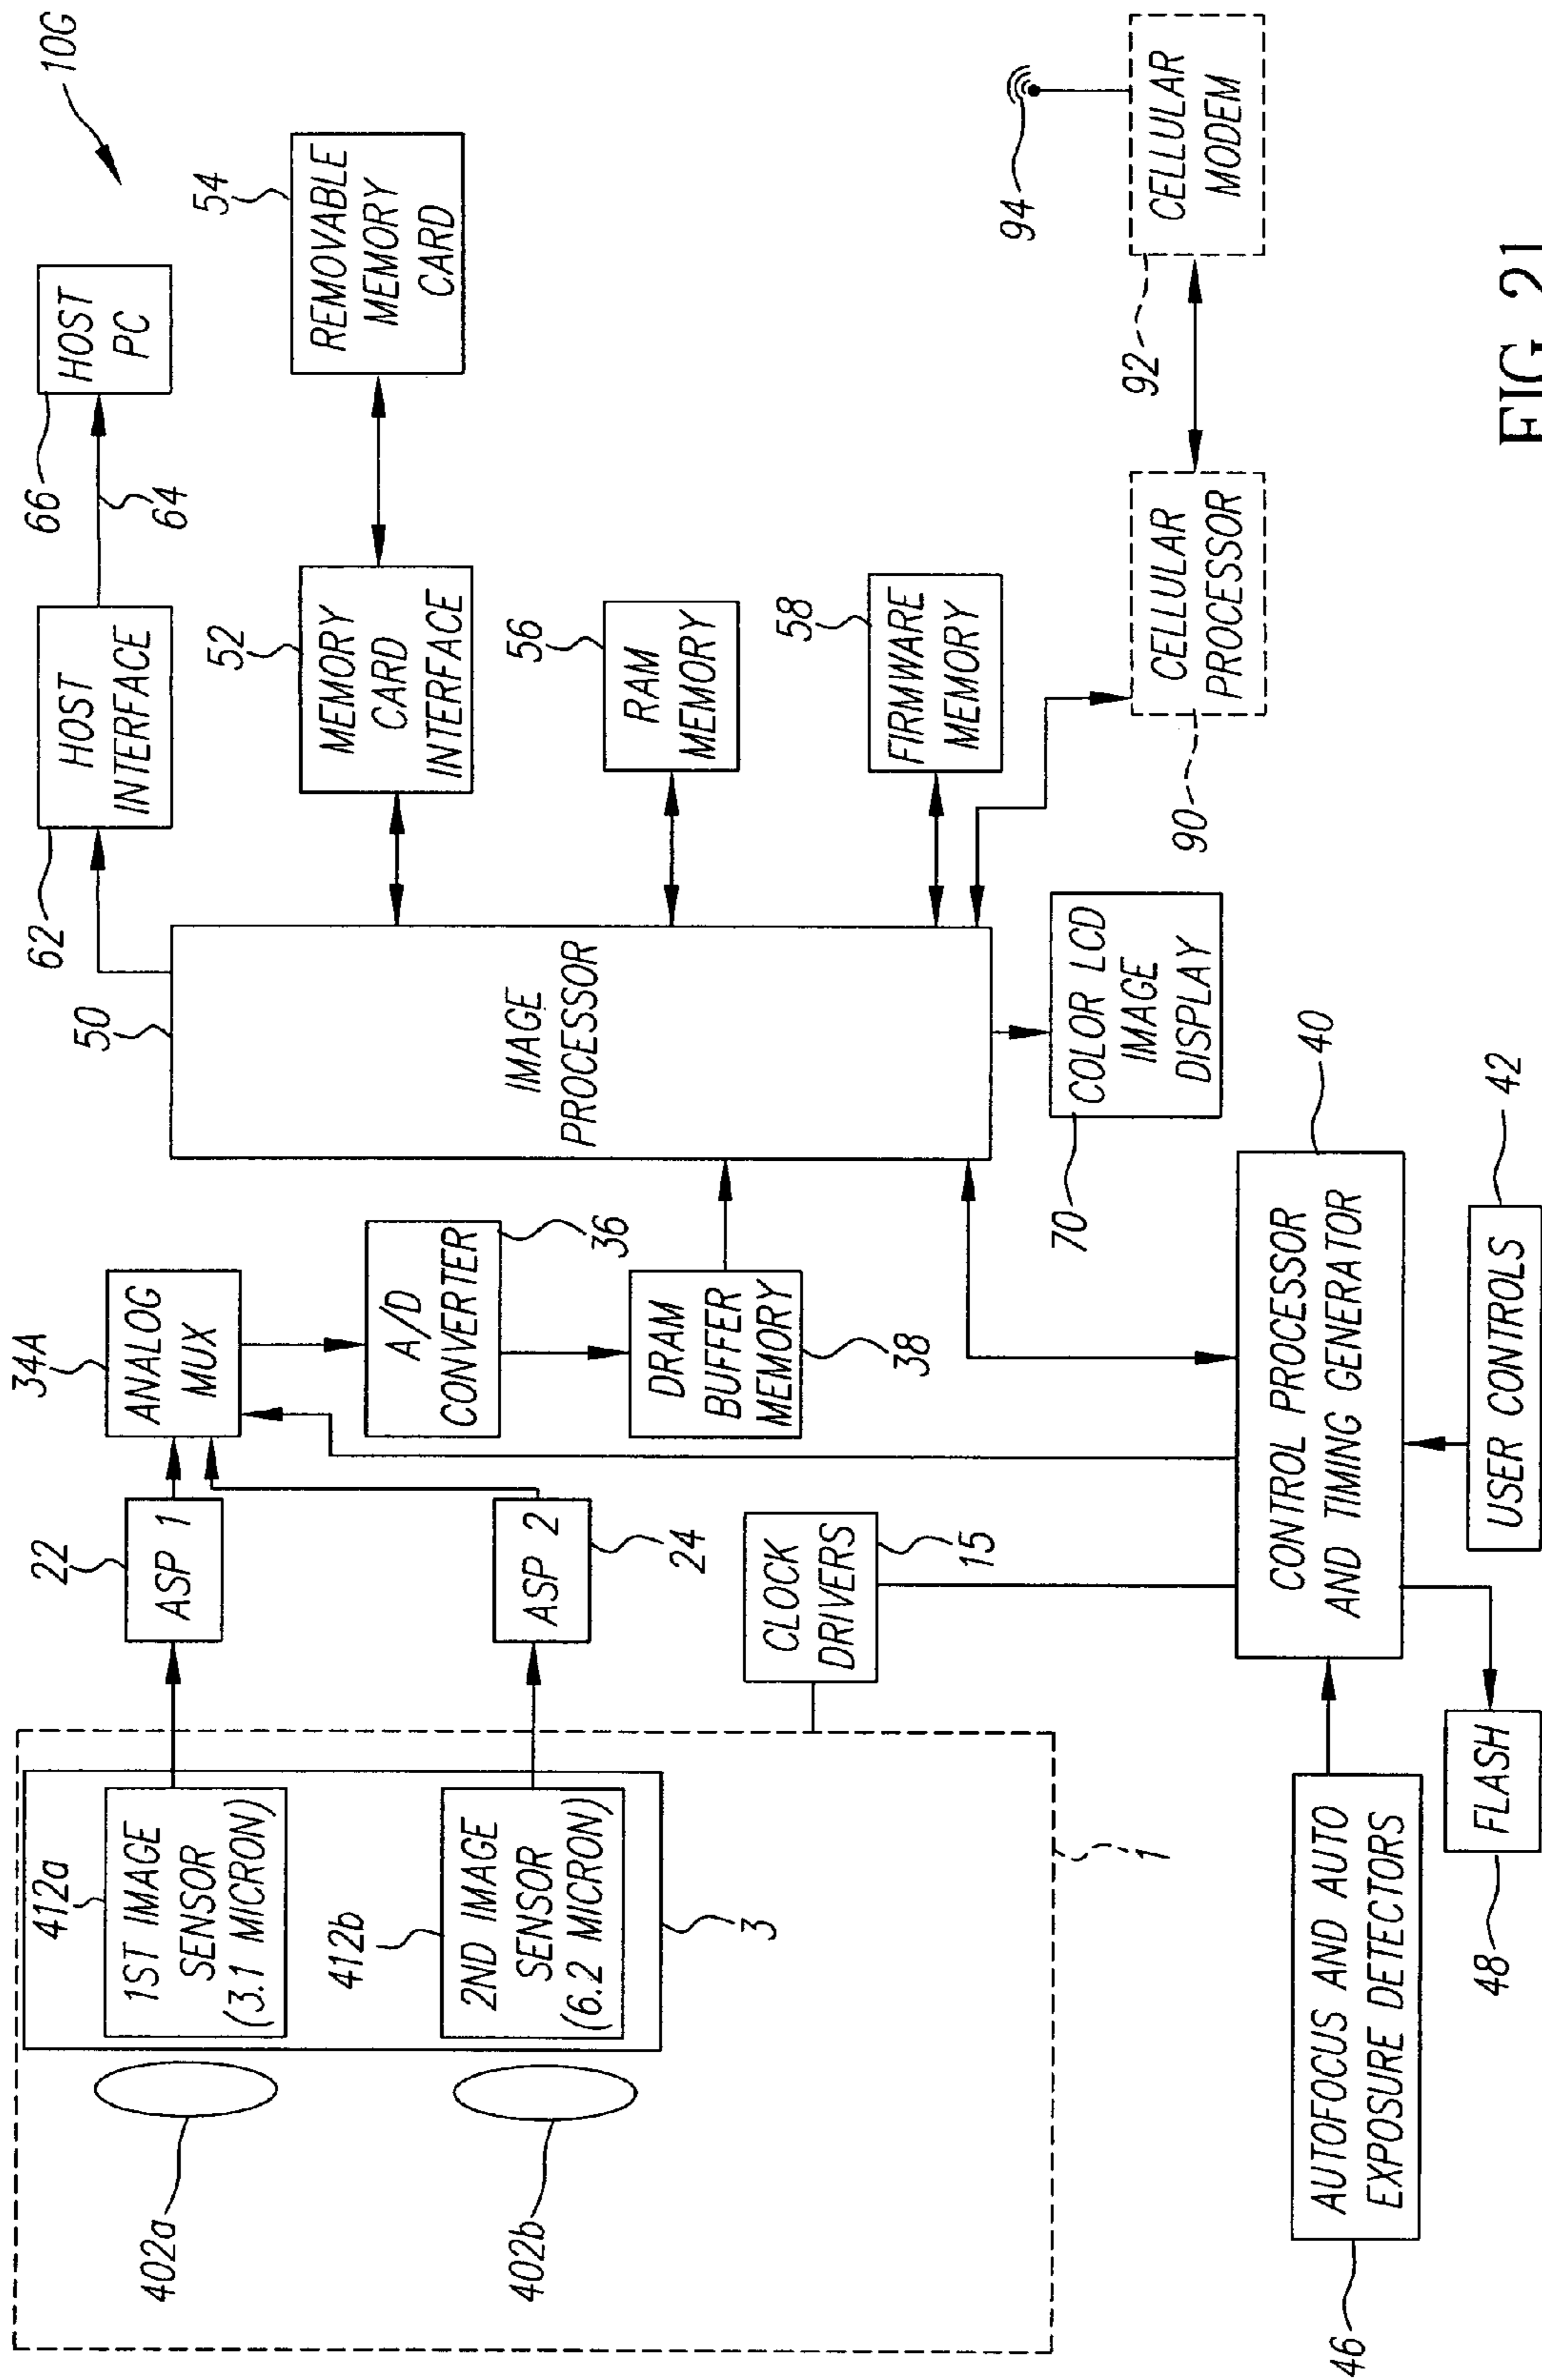 10G
1
402a
402b
3
412a
1ST IMAGE
SENSOR
(3.1 MICRON)
412b
2ND IMAGE
SENSOR
(6.2 MICRON)
22
ASP 1
24
ASP 2
15
CLOCK
DRIVERS
34A
ANALOG
MUX
36
A/D
CONVERTER
38
DRAM
BUFFER
MEMORY
50
IMAGE
PROCESSOR
62
HOST
INTERFACE
64
66
HOST
PC
52
MEMORY
CARD
INTERFACE
54
REMOVABLE
MEMORY
CARD
56
RAM
MEMORY
58
FIRMWARE
MEMORY
70
COLOR LCD
IMAGE
DISPLAY
90
CELLULAR
PROCESSOR
92
CELLULAR
MODEM
94
40
CONTROL PROCESSOR
AND TIMING GENERATOR
42
USER CONTROLS
46
AUTOFOCUS AND AUTO
EXPOSURE DETECTORS
48
FLASH
FIG. 21